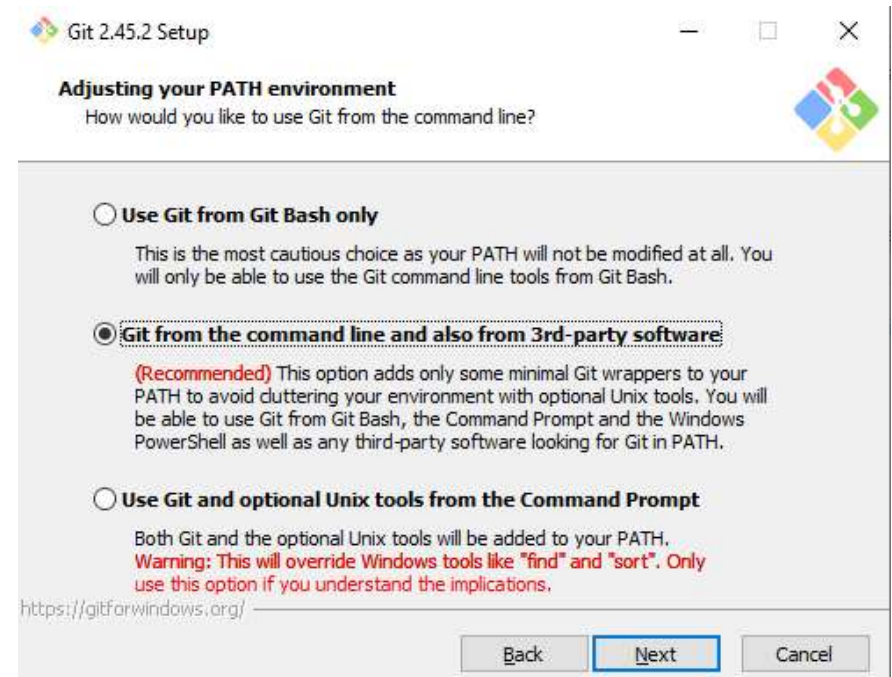 Git 2.45.2 Setup
Adjusting your PATH environment
How would you like to use Git from the command line?
Use Git from Git Bash only
This is the most cautious choice as your PATH will not be modified at all. You
will only be able to use the Git command line tools from Git Bash.
Git from the command line and also from 3rd-party software
(Recommended) This option adds only some minimal Git wrappers to your
PATH to avoid cluttering your environment with optional Unix tools. You will
be able to use Git from Git Bash, the Command Prompt and the Windows
PowerShell as well as any third-party software looking for Git in PATH.
Use Git and optional Unix tools from the Command Prompt
Both Git and the optional Unix tools will be added to your PATH.
Warning: This will override Windows tools like "find" and "sort". Only
use this option if you understand the implications.
https://gitforwindows.org/
Back Next Cancel